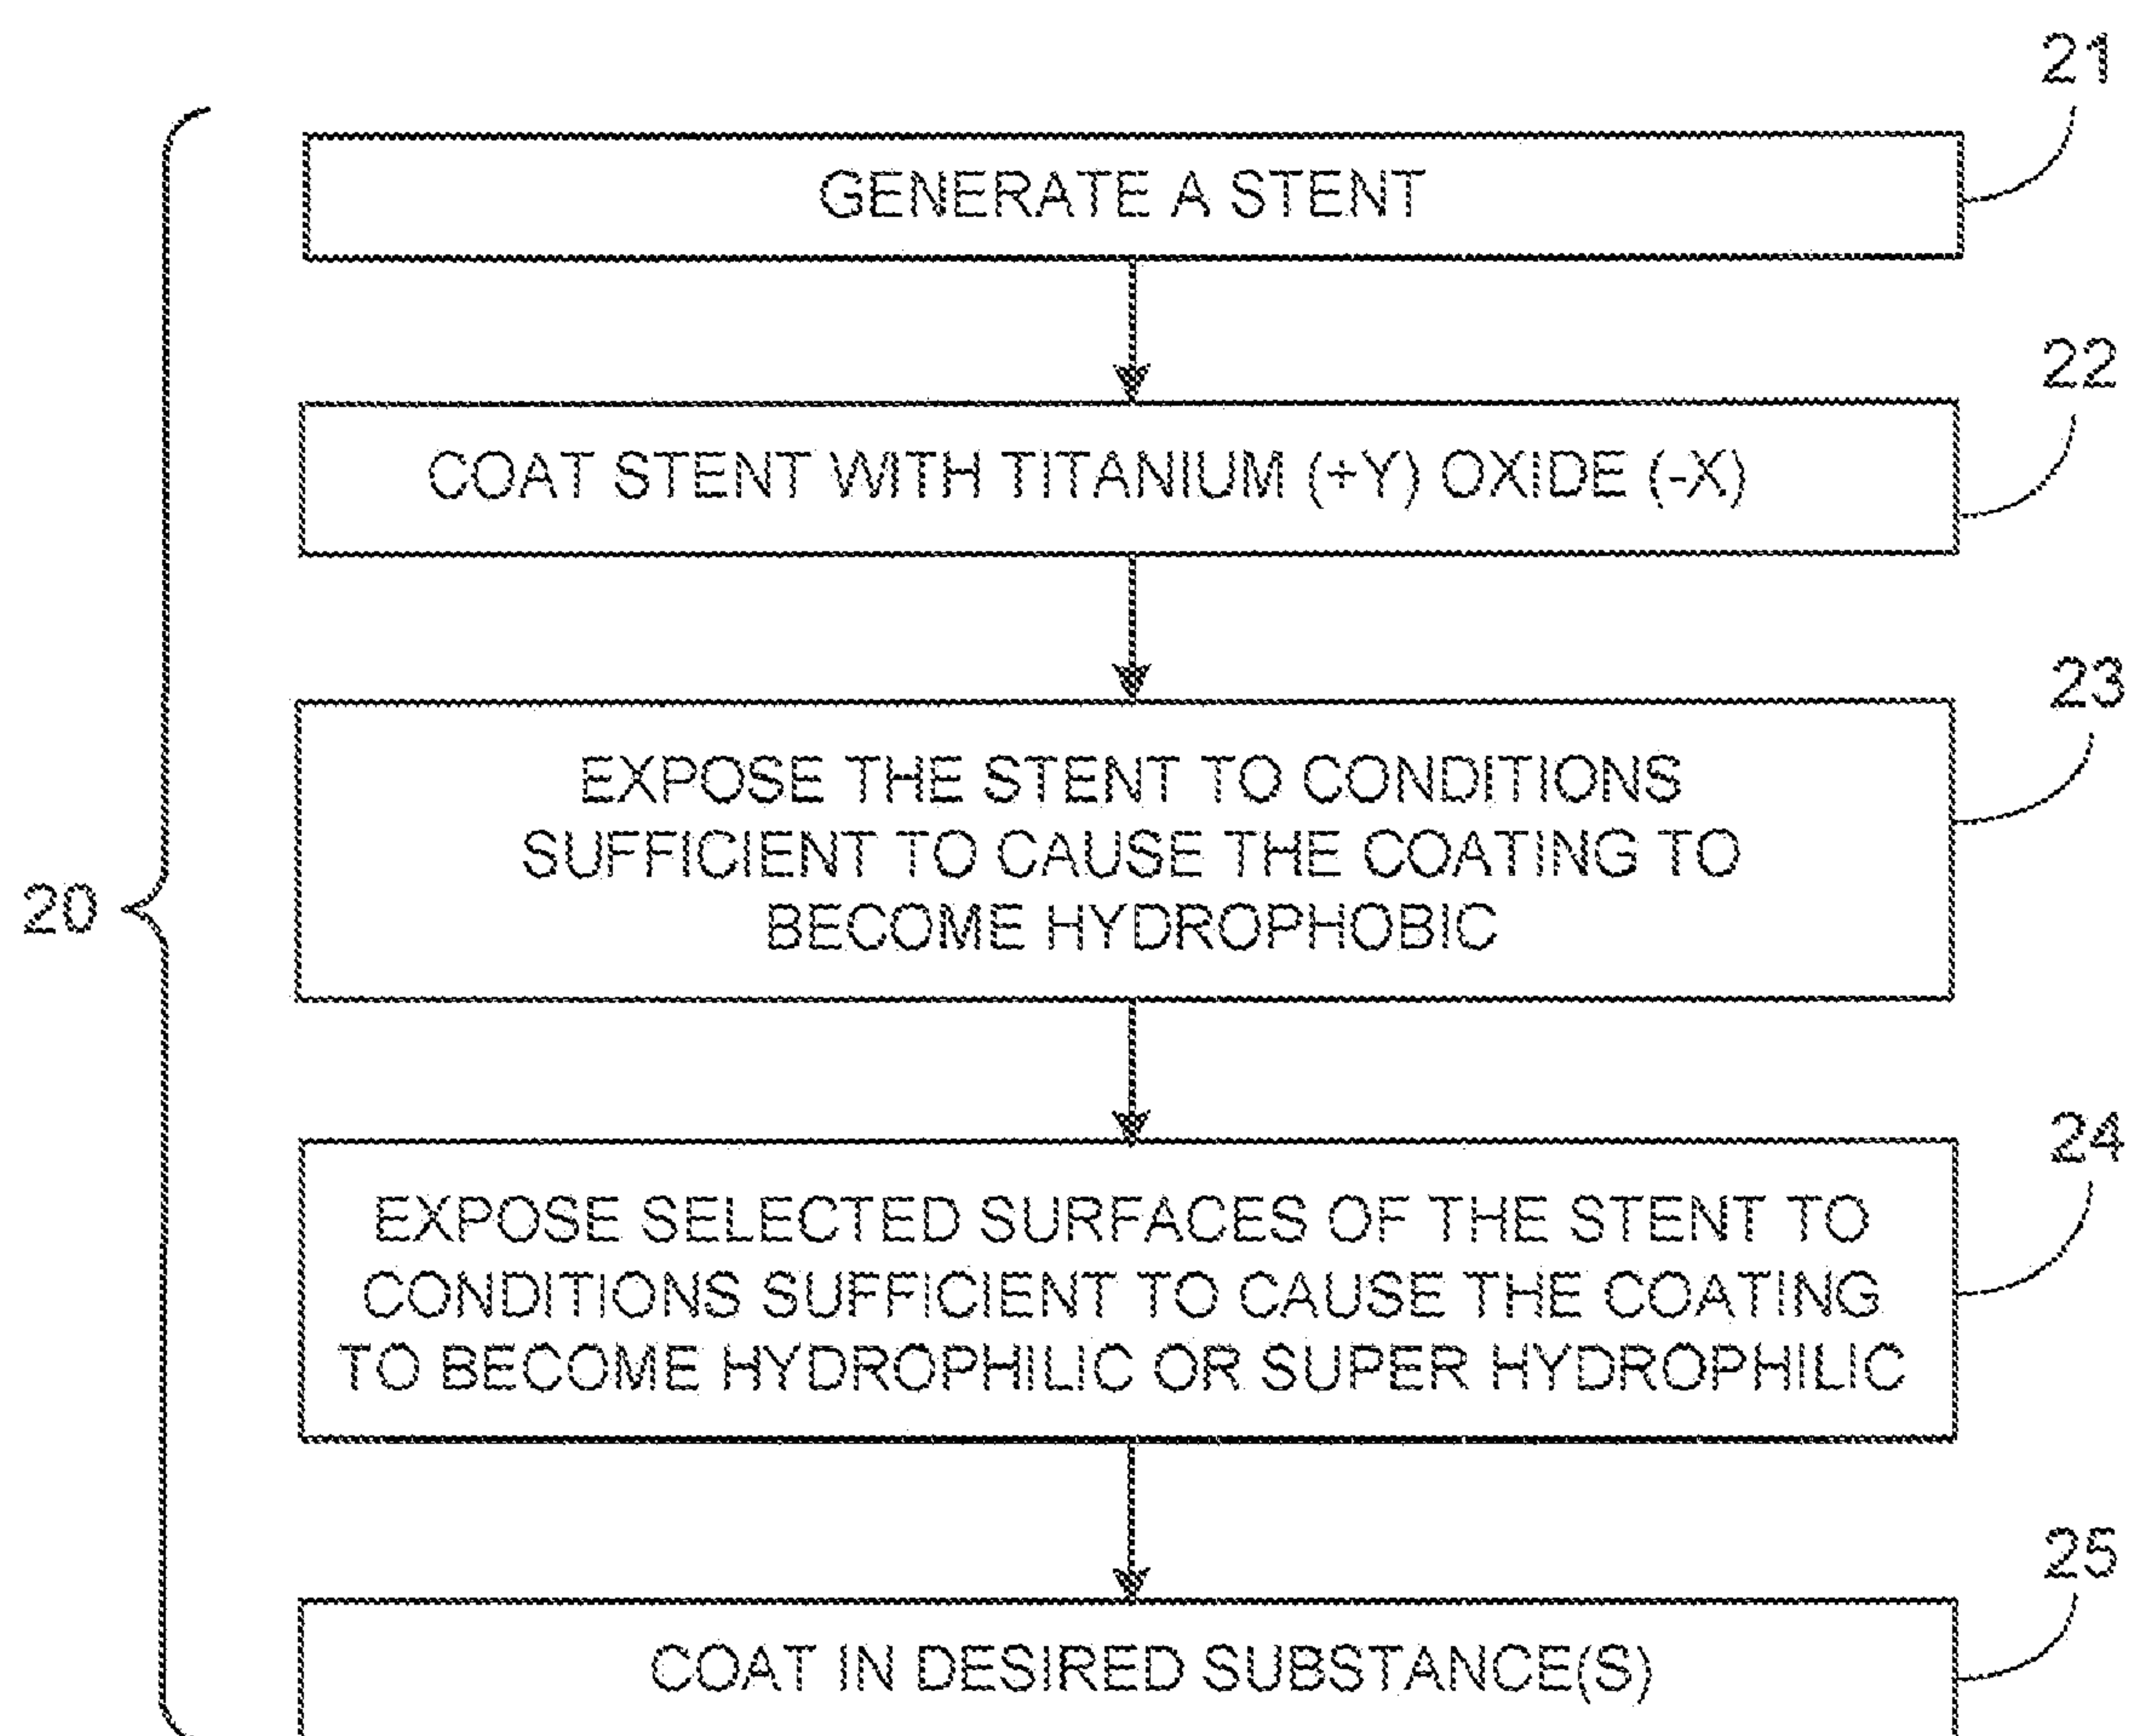 21
GENERATE A STENT
22
COAT STENT WITH TITANIUM (+Y) OXIDE (-X)
23
EXPOSE THE STENT TO CONDITIONS
SUFFICIENT TO CAUSE THE COATING TO
BECOME HYDROPHOBIC
20
24
EXPOSE SELECTED SURFACES OF THE STENT TO
CONDITIONS SUFFICIENT TO CAUSE THE COATING
TO BECOME HYDROPHILIC OR SUPER HYDROPHILIC
25
COAT IN DESIRED SUBSTANCE(S)